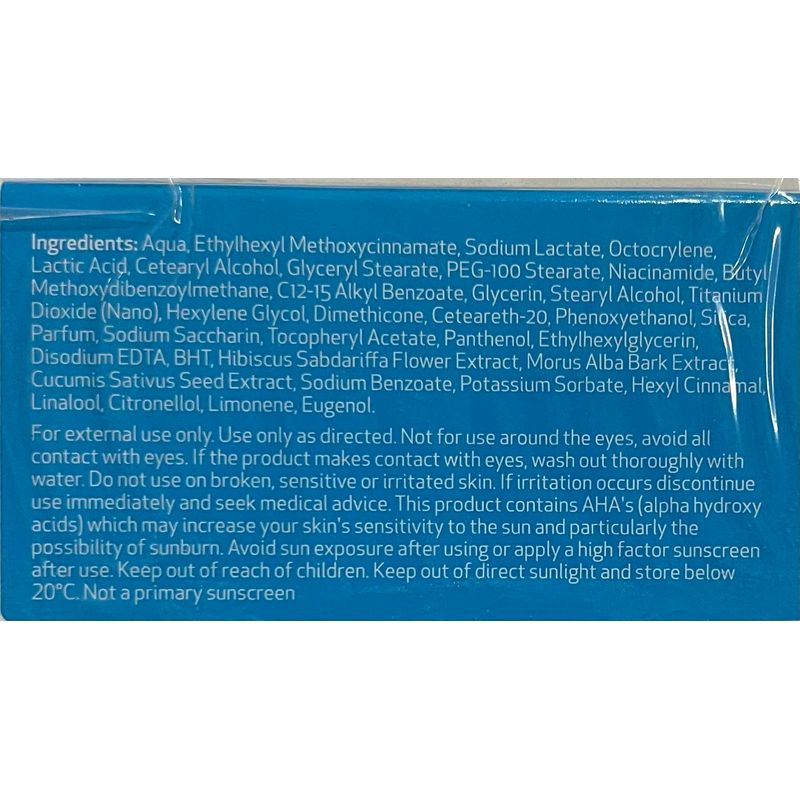 Ingredients: Aqua, Ethylhexyl Methoxycinnamate, Sodium Lactate, Octocrylene,
Lactic Acid, Cetearyl Alcohol, Glyceryl Stearate, PEG-100 Stearate, Niacinamide, Butyl
Methoxydibenzoylmethane, C12-15 Alkyl Benzoate, Glycerin, Stearyl Alcohol, Titanium
Dioxide (Nano), Hexylene Glycol, Dimethicone, Ceteareth-20, Phenoxyethanol, Silica,
Parfum, Sodium Saccharin, Tocopheryl Acetate, Panthenol, Ethylhexylglycerin,
Disodium EDTA, BHT, Hibiscus Sabdariffa Flower Extract, Morus Alba Bark Extract,
Cucumis Sativus Seed Extract, Sodium Benzoate, Potassium Sorbate, Hexyl Cinnamal,
Linalool, Citronellol, Limonene, Eugenol.
For external use only. Use only as directed. Not for use around the eyes, avoid all
contact with eyes. If the product makes contact with eyes, wash out thoroughly with
water. Do not use on broken, sensitive or irritated skin. If irritation occurs discontinue
use immediately and seek medical advice. This product contains AHA's (alpha hydroxy
acids) which may increase your skin's sensitivity to the sun and particularly the
possibility of sunburn. Avoid sun exposure after using or apply a high factor sunscreen
after use. Keep out of reach of children. Keep out of direct sunlight and store below
20°C. Not a primary sunscreen